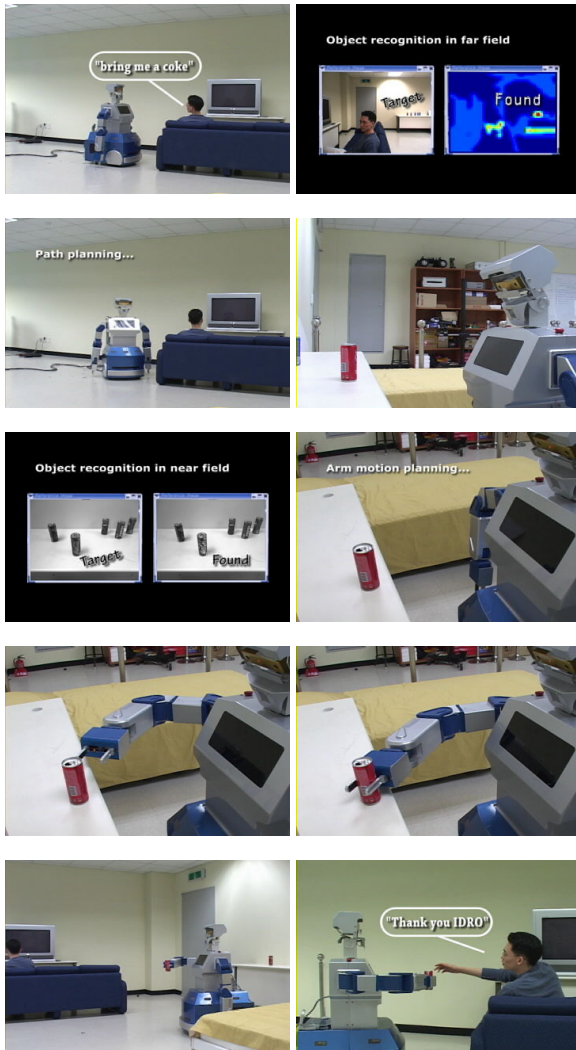 "bring me a coke"
Object recognition in far field
Target
Found
Path planning...
Object recognition in near field
Target
Found
Arm motion planning...
"Thank you IDRO"